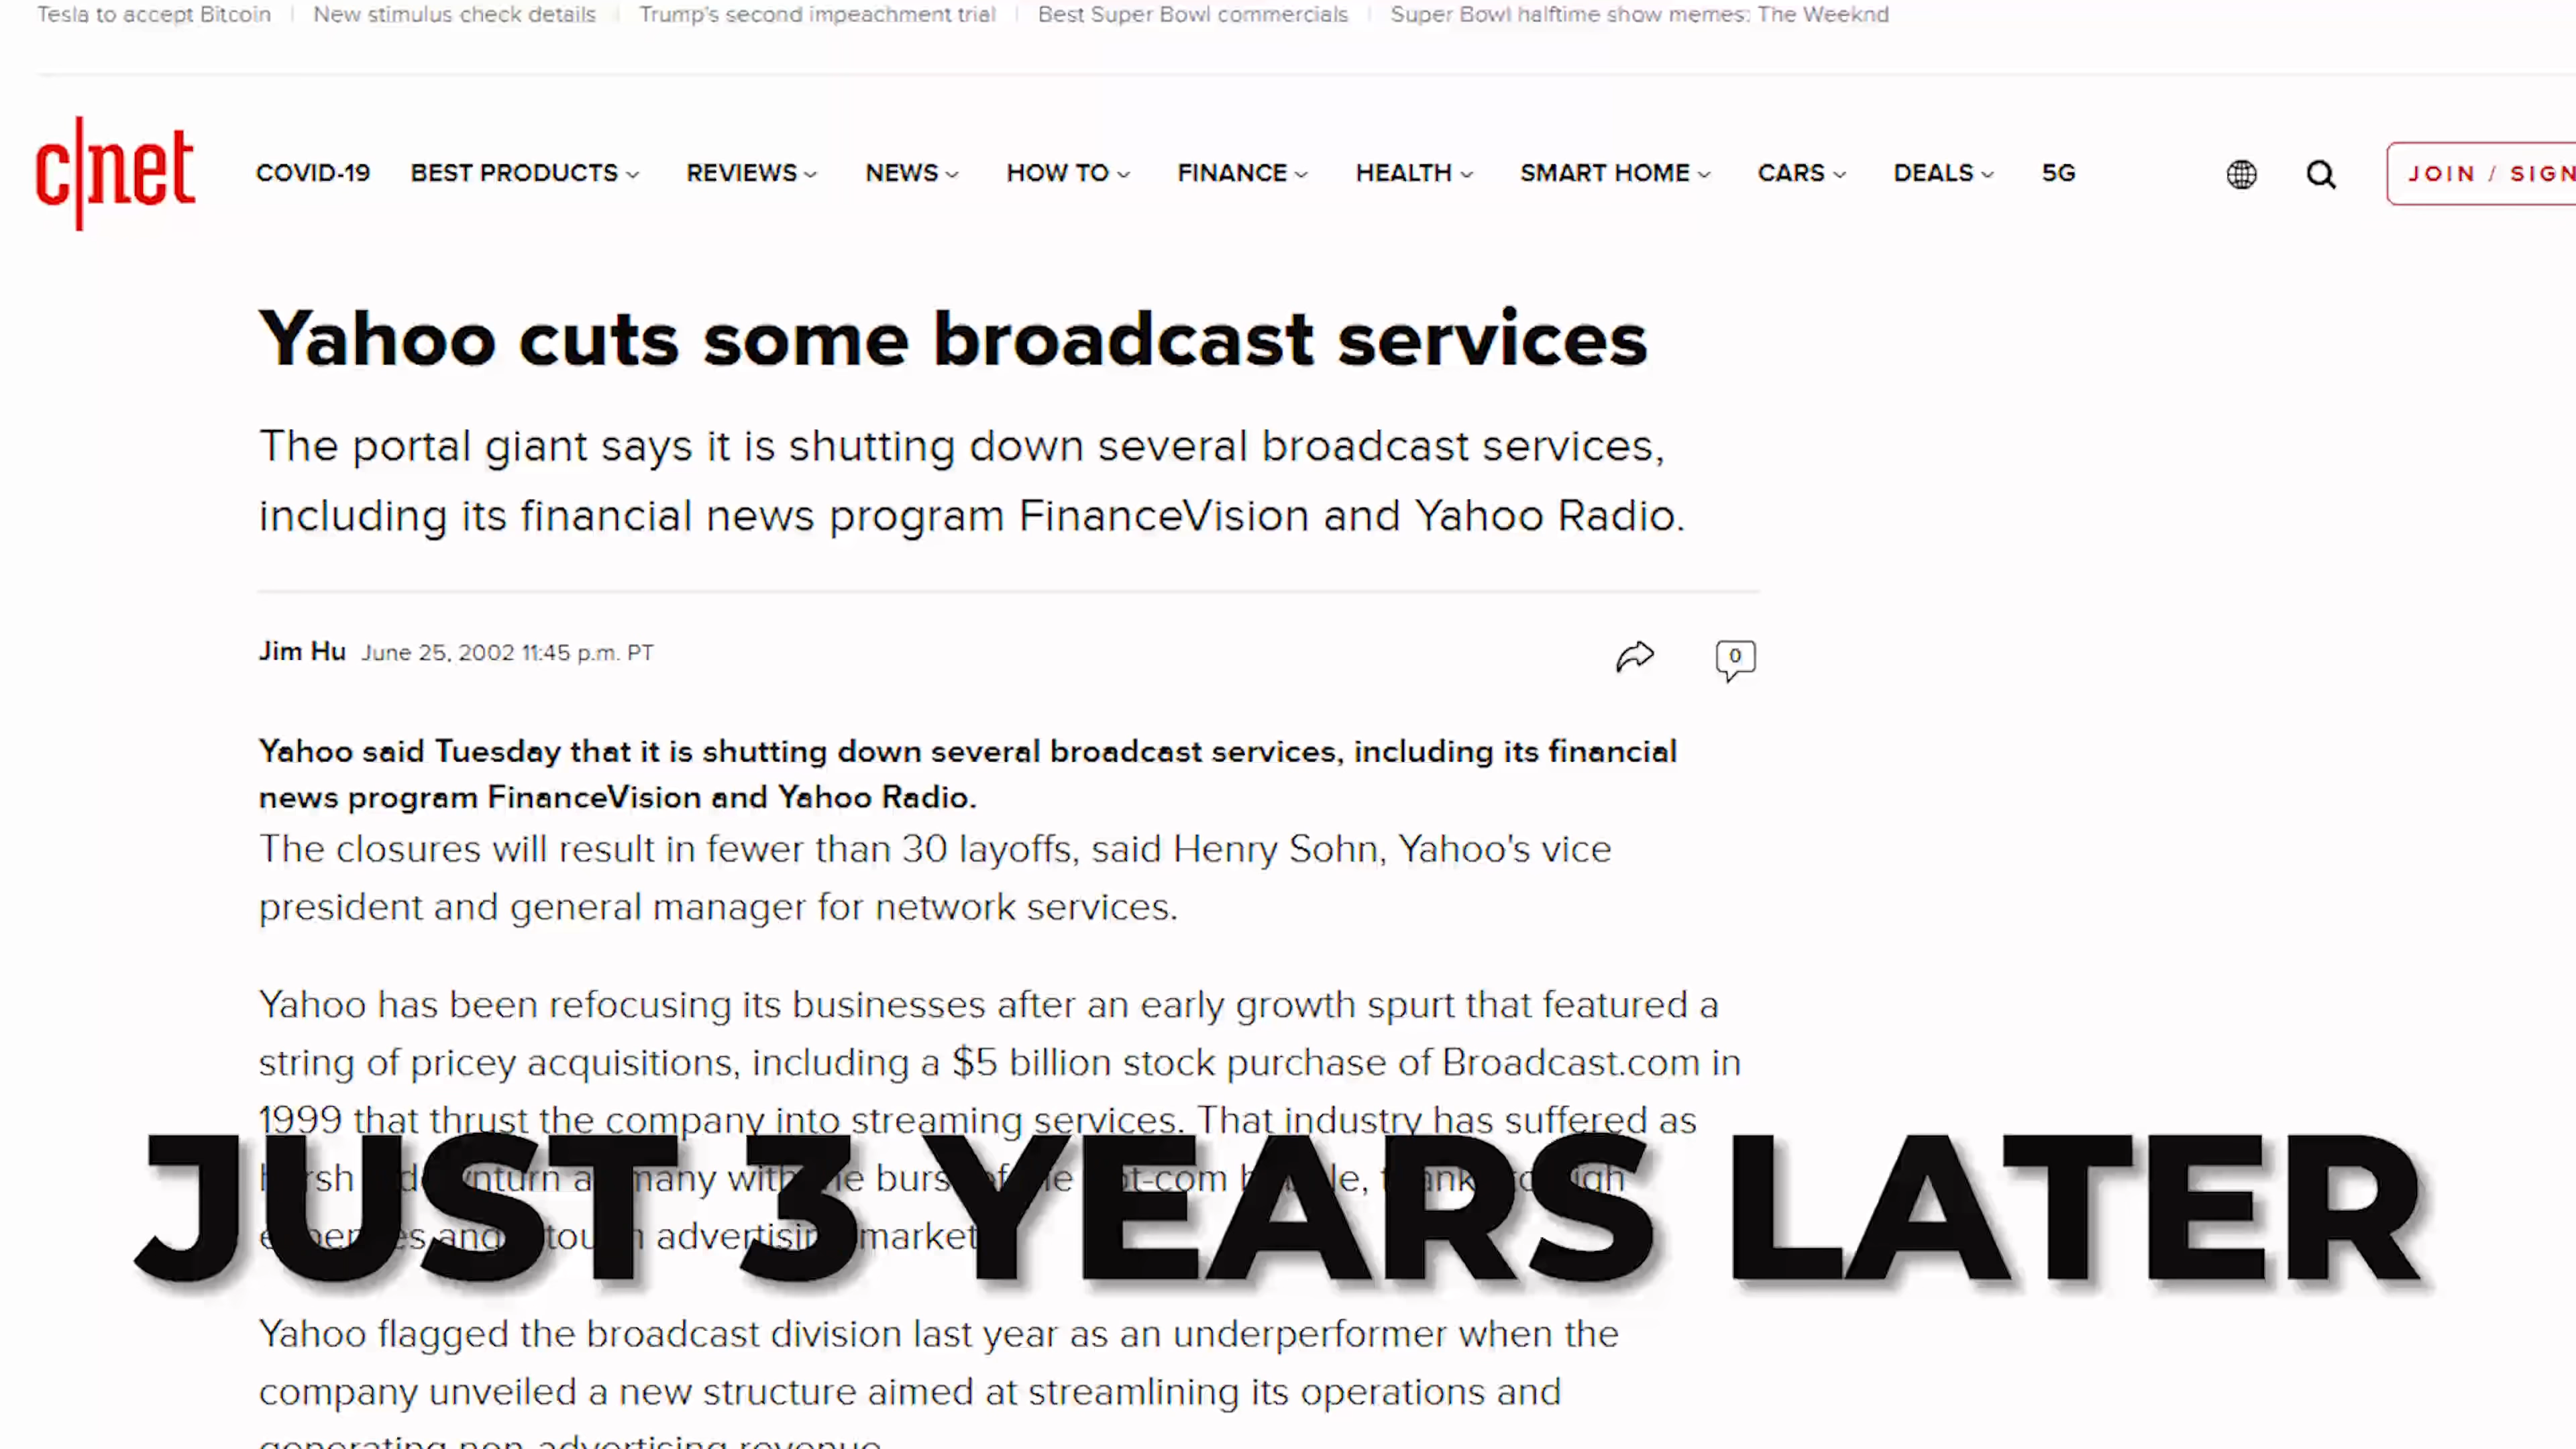 Tesla to accept Bitcoin New stimulus check details Trump's second impeachment trial Best Super Bowl commercials Super Bowl halftime show memes: The Weeknd
c|net COVID-19 BEST PRODUCTS REVIEWS NEWS HOW TO FINANCE HEALTH SMART HOME CARS DEALS 5G JOIN / SIGN
Yahoo cuts some broadcast services
The portal giant says it is shutting down several broadcast services,
including its financial news program FinanceVision and Yahoo Radio.
Jim Hu June 25, 2002 11:45 p.m. PT 0
Yahoo said Tuesday that it is shutting down several broadcast services, including its financial
news program FinanceVision and Yahoo Radio.
The closures will result in fewer than 30 layoffs, said Henry Sohn, Yahoo's vice
president and general manager for network services.
Yahoo has been refocusing its businesses after an early growth spurt that featured a
string of pricey acquisitions, including a $5 billion stock purchase of Broadcast.com in
1999 that thrust the company into streaming services. That industry has suffered as
many
advertising market
JUST 3 YEARS LATER
Yahoo flagged the broadcast division last year as an underperformer when the
company unveiled a new structure aimed at streamlining its operations and
generating non-advertising revenue